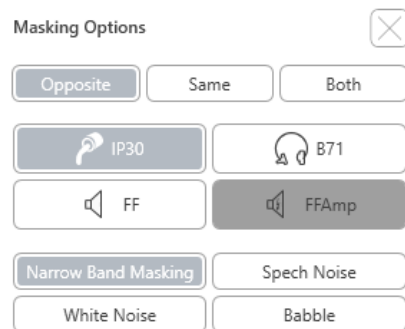 Masking Options
Opposite Same Both
IP30 B71
FF FFAmp
Narrow Band Masking Spech Noise
White Noise Babble